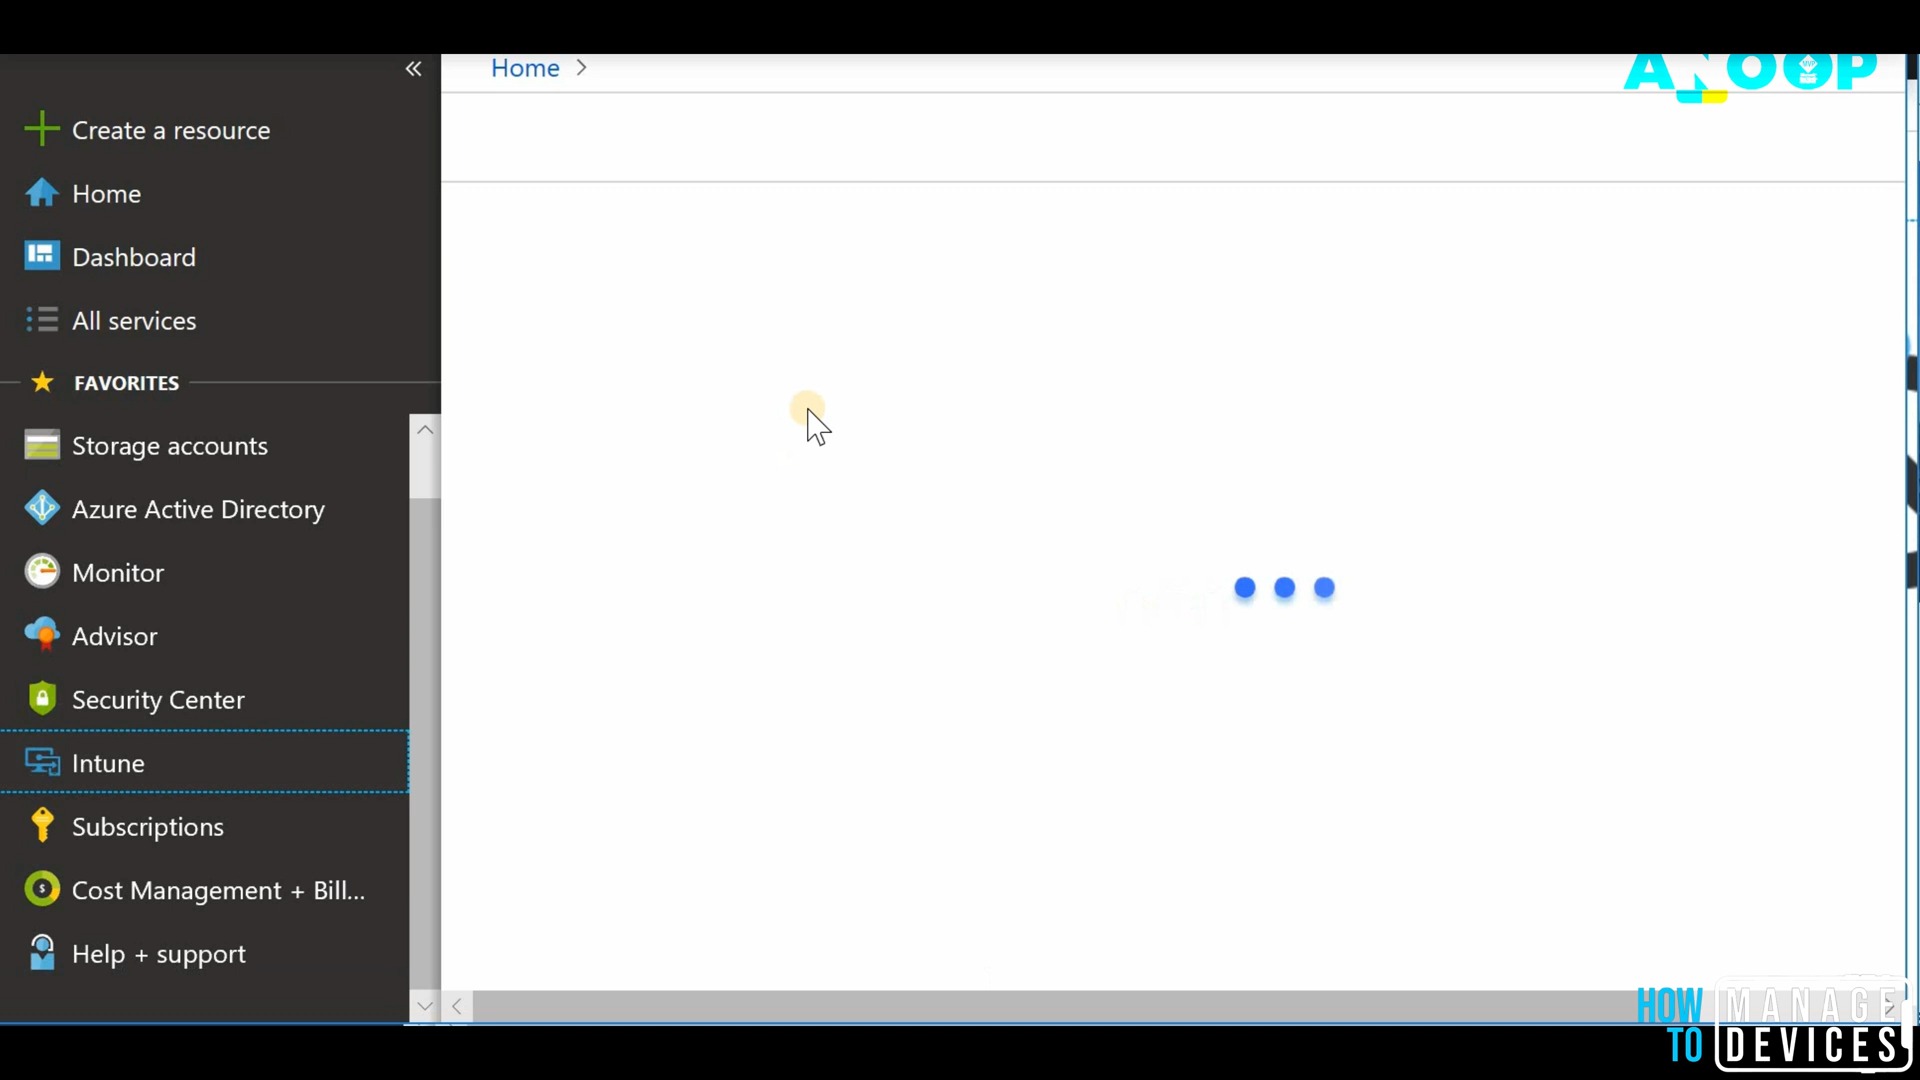 Home
ANOOP
Create a resource
Home
Dashboard
All services
FAVORITES
Storage accounts
Azure Active Directory
Monitor
Advisor
Security Center
Intune
Subscriptions
Cost Management + Bill...
Help + support
HOW TO
MANAGE DEVICES